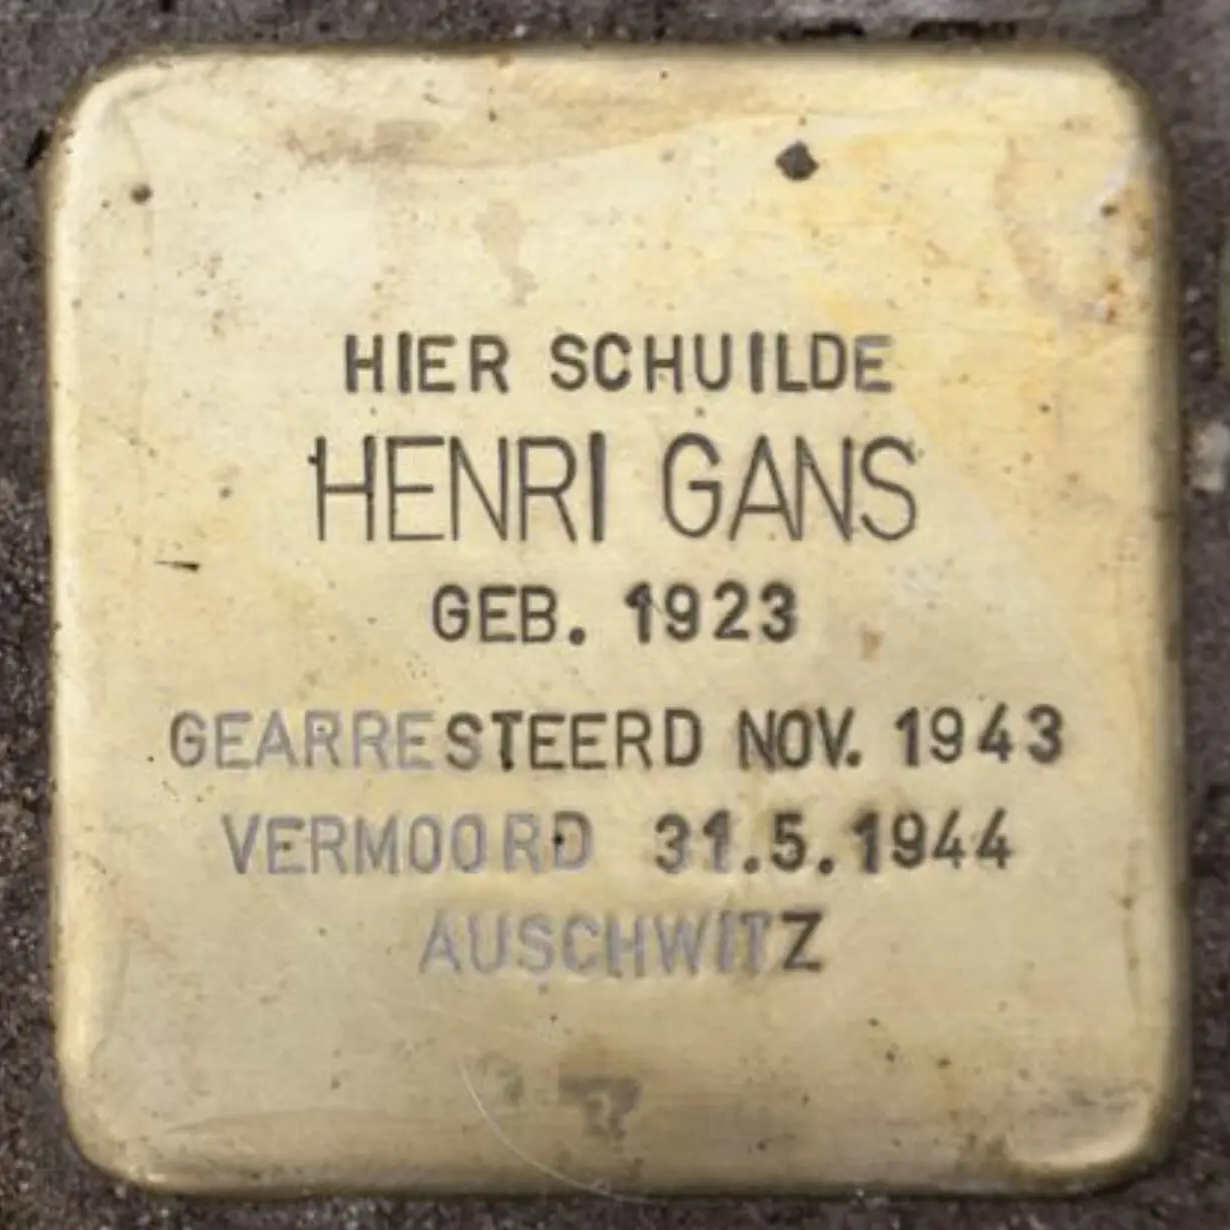 HIER SCHUILDE
HENRI GANS
GEB. 1923
GEARRESTEERD NOV. 1943
VERMOORD 31.5.1944
AUSCHWITZ